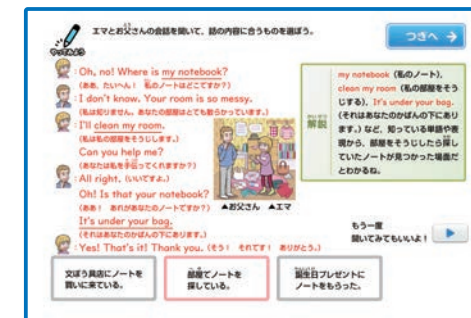 やってみよう
エマとお父さんの会話を聞いて、話の内容に合うものを選ぼう。
つぎへ →
: Oh, no! Where is my notebook?
(ああ、たいへん! 私のノートはどこですか?)
: I don't know. Your room is so messy.
(私は知りません。あなたの部屋はとても散らかっています。)
: I'll clean my room.
(私は私の部屋をそうじします。)
Can you help me?
(あなたは私を手伝ってくれますか?)
: All right. (いいですよ。)
Oh! Is that your notebook?
(ああ! あれがあなたのノートですか?)
It's under your bag.
(それはあなたのかばんの下にあります。)
: Yes! That's it! Thank you. (そう! それです! ありがとう。)
▲お父さん ▲エマ
解説
my notebook (私のノート)、
clean my room (私の部屋をそう
じする)、It's under your bag.
(それはあなたのかばんの下にあり
ます。)など、知っている単語や表
現から、部屋をそうじしたら探し
ていたノートが見つかった場面だ
とわかるね。
もう一度
聞いてみてもいいよ!
文ぼう具店にノートを
買いに来ている。
部屋でノートを
探している。
誕生日プレゼントに
ノートをもらった。